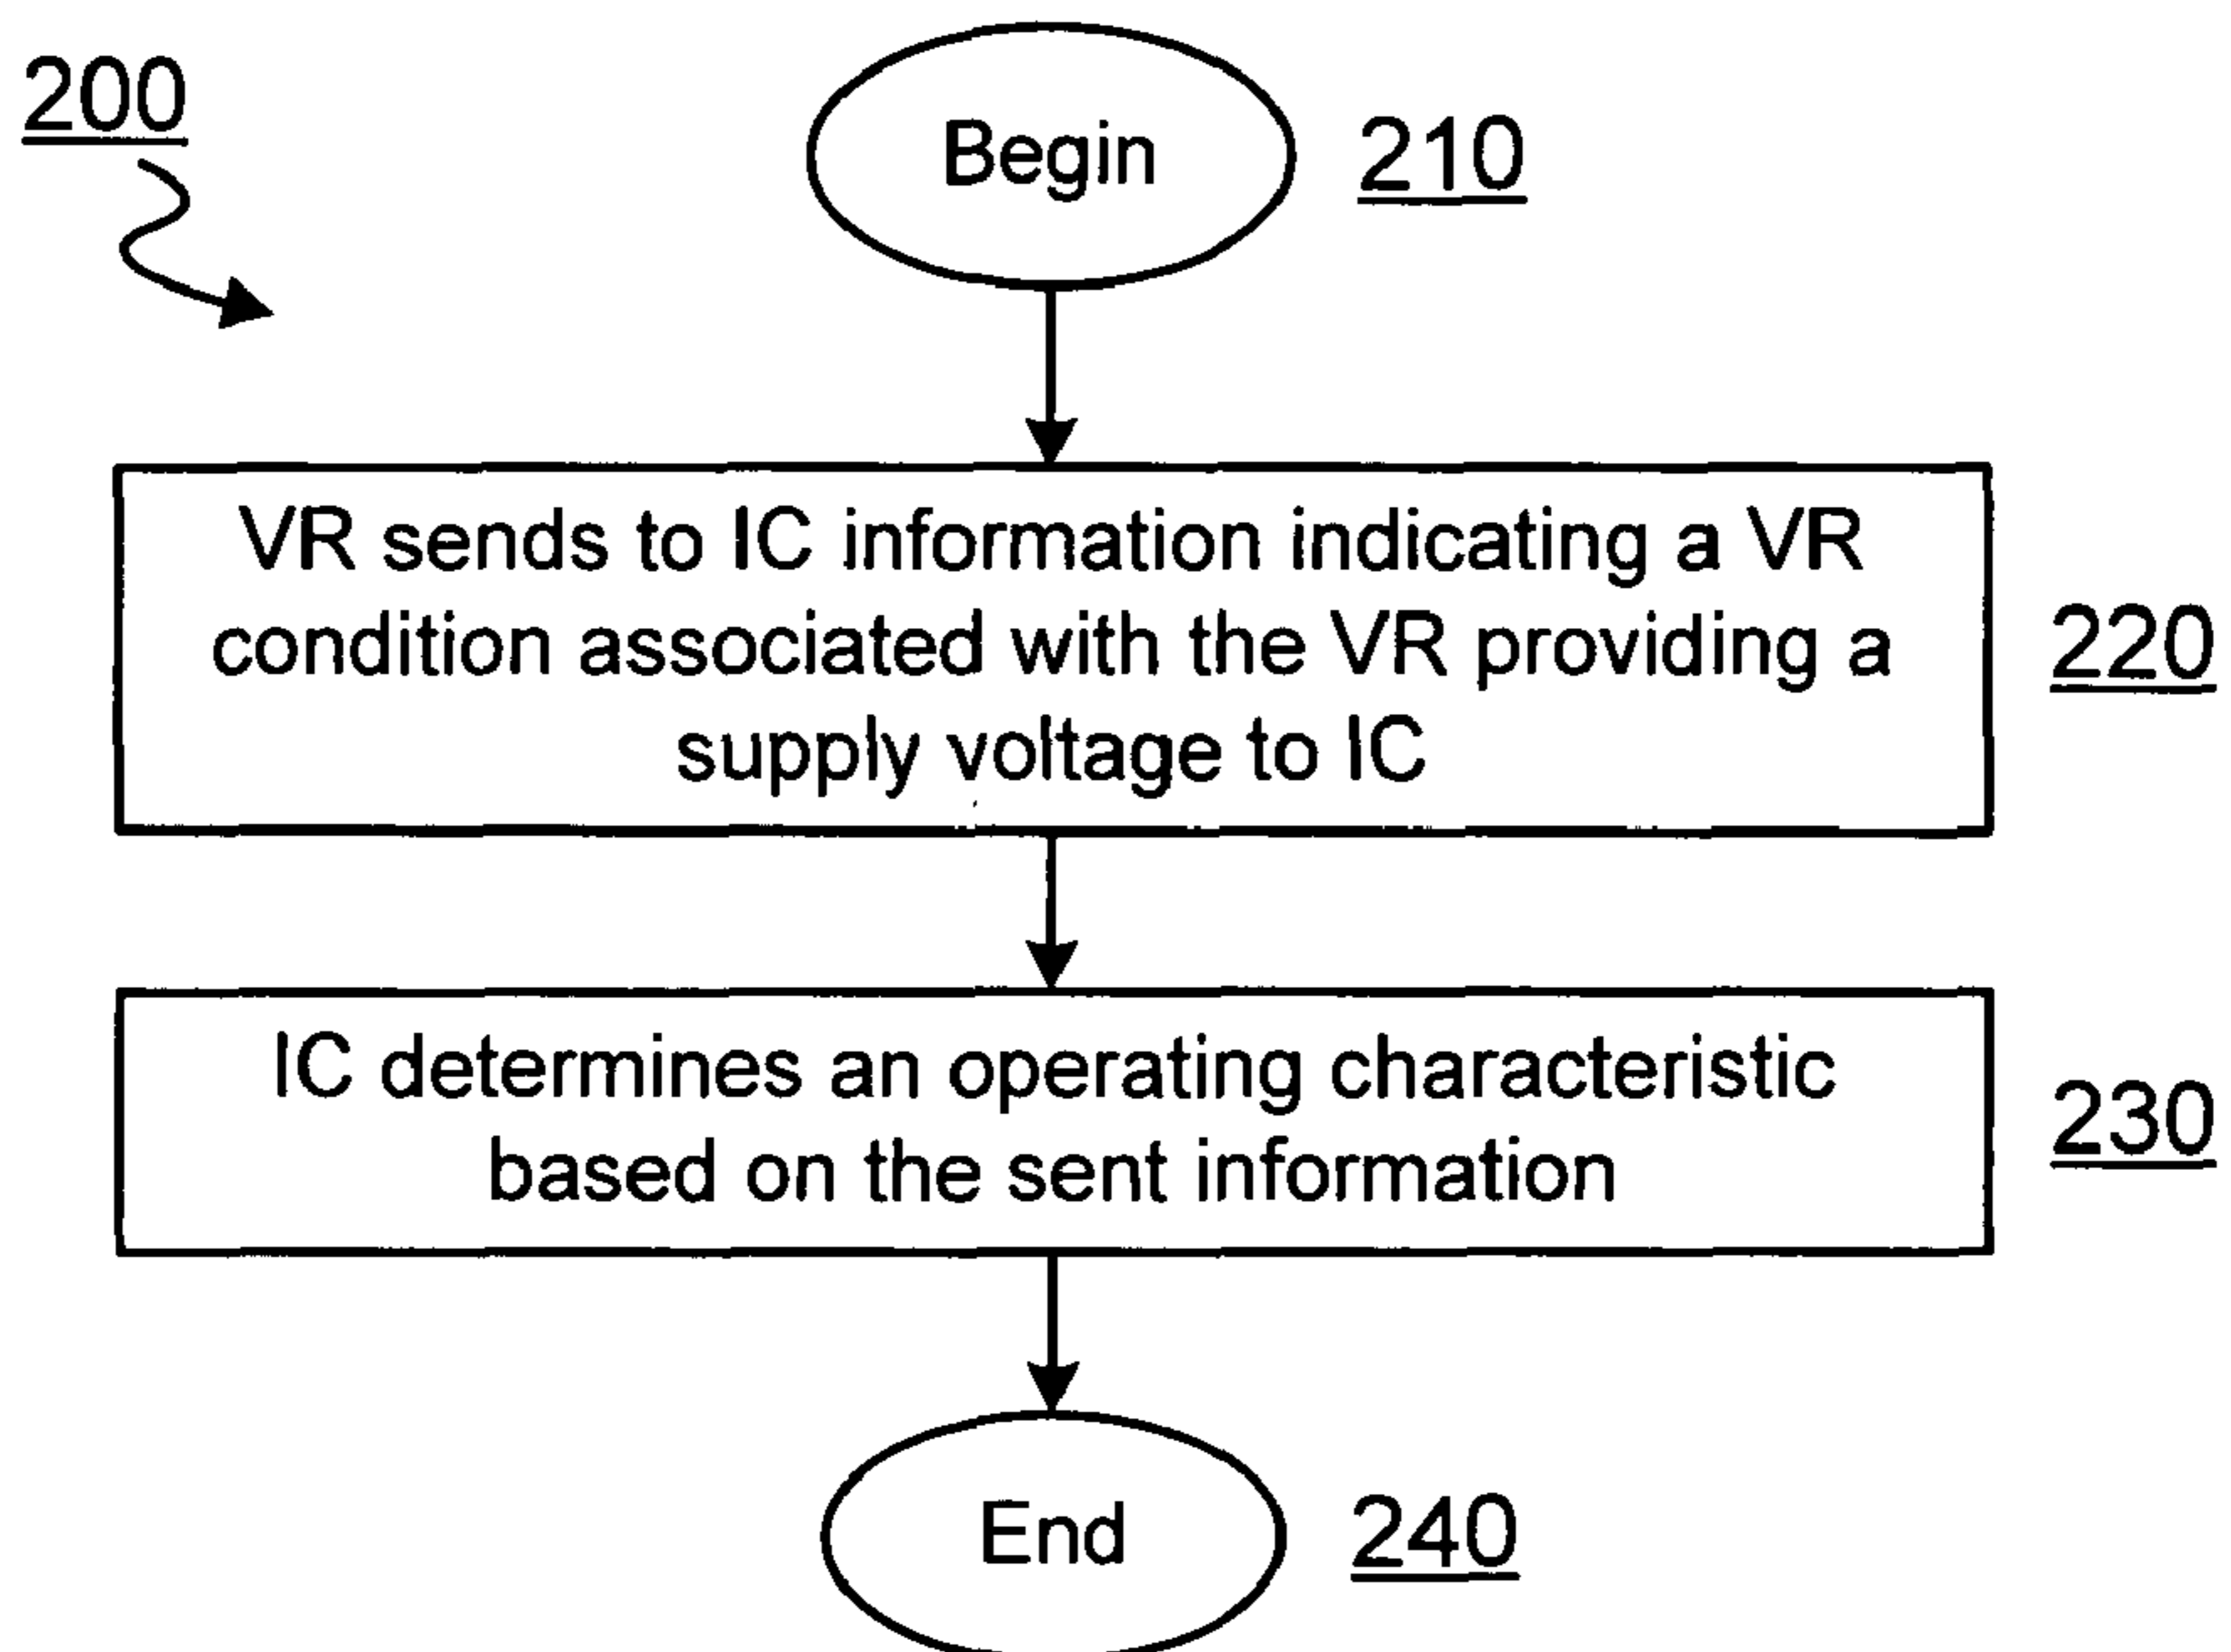 200
Begin
210
VR sends to IC information indicating a VR
condition associated with the VR providing a
supply voltage to IC
220
IC determines an operating characteristic
based on the sent information
230
End
240